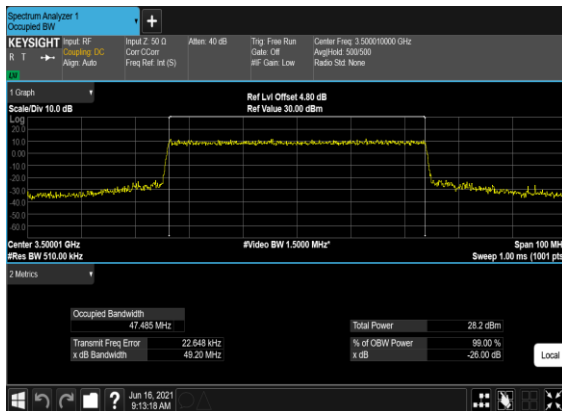 Spectrum Analyzer 1
Occupied BW
KEYSIGHT
R T
Input: RF
Coupling: DC
Align: Auto
Input Z: 50 Ω
Corr CCorr
Freq Ref: Int (S)
Atten: 40 dB
Trig: Free Run
Gate: Off
#IF Gain: Low
Center Freq: 3.500010000 GHz
Avg|Hold: 500/500
Radio Std: None
1 Graph
Scale/Div 10.0 dB
Ref Lvl Offset 4.80 dB
Ref Value 30.00 dBm
Log
20.0
10.0
0.00
-10.0
-20.0
-30.0
-40.0
-50.0
-60.0
Center 3.50001 GHz
#Res BW 510.00 kHz
#Video BW 1.5000 MHz*
Span 100 MH
Sweep 1.00 ms (1001 pts
2 Metrics
Occupied Bandwidth
47.485 MHz
Transmit Freq Error 22.648 kHz
x dB Bandwidth 49.20 MHz
Total Power 28.2 dBm
% of OBW Power 99.00 %
x dB -26.00 dB
Local
?
Jun 16, 2021
9:13:18 AM